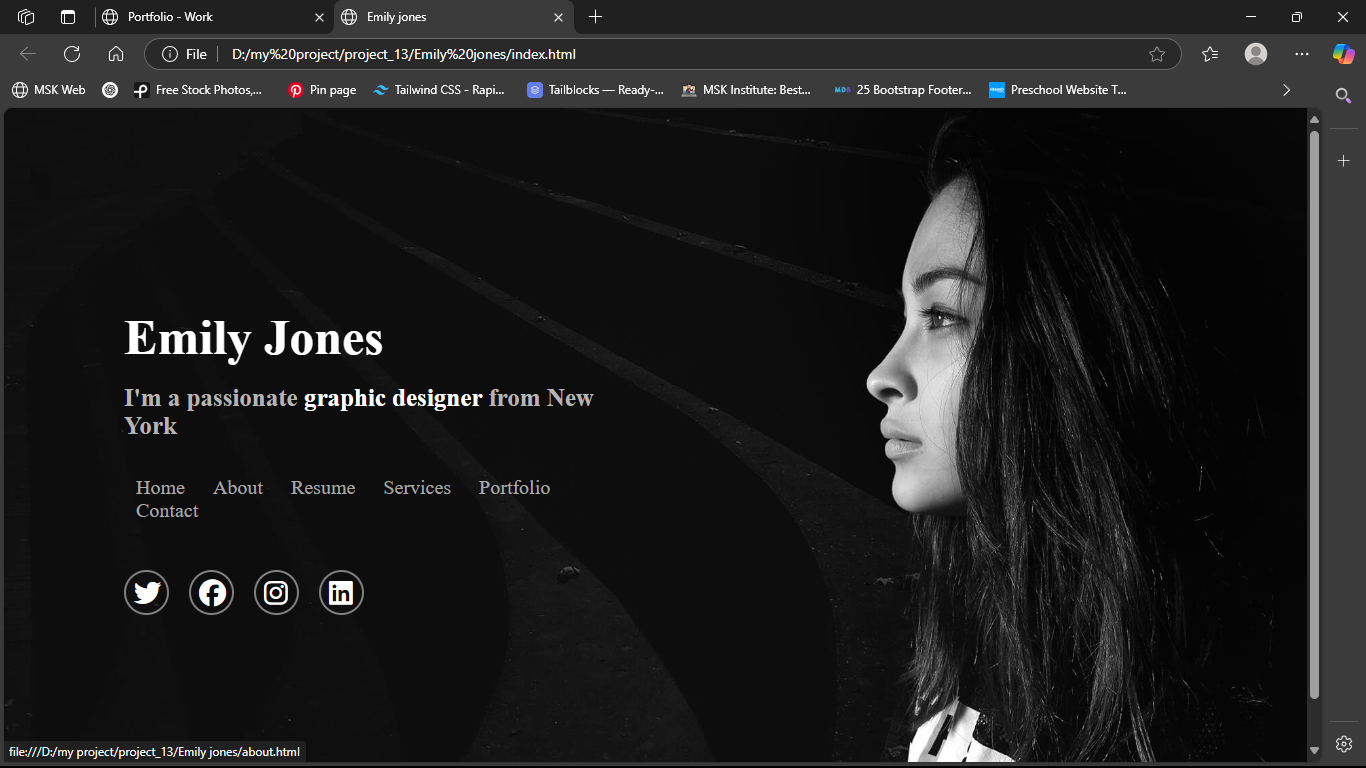 Portfolio - Work
Emily jones
File
D:/my%20project/project_13/Emily%20jones/index.html
MSK Web
Free Stock Photos,...
Pin page
Tailwind CSS - Rapi...
Tailblocks — Ready-...
MSK Institute: Best...
MDB
25 Bootstrap Footer...
Preschool Website T...
Emily Jones
I'm a passionate graphic designer from New
York
Home About Resume Services Portfolio
Contact
file:///D:/my project/project_13/Emily jones/about.html